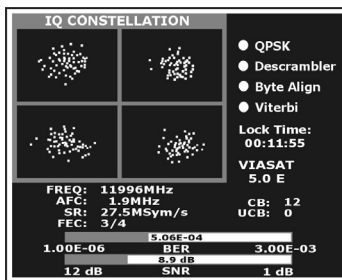 IQ CONSTELLATION
QPSK
Descrambler
Byte Align
Viterbi
Lock Time:
00:11:55
VIASAT
5.0 E
FREQ: 11996MHz
AFC: 1.9MHz
SR: 27.5MSym/s
FEC: 3/4
CB: 12
UCB: 0
5.06E-04
1.00E-06 BER 3.00E-03
8.9 dB
12 dB SNR 1 dB